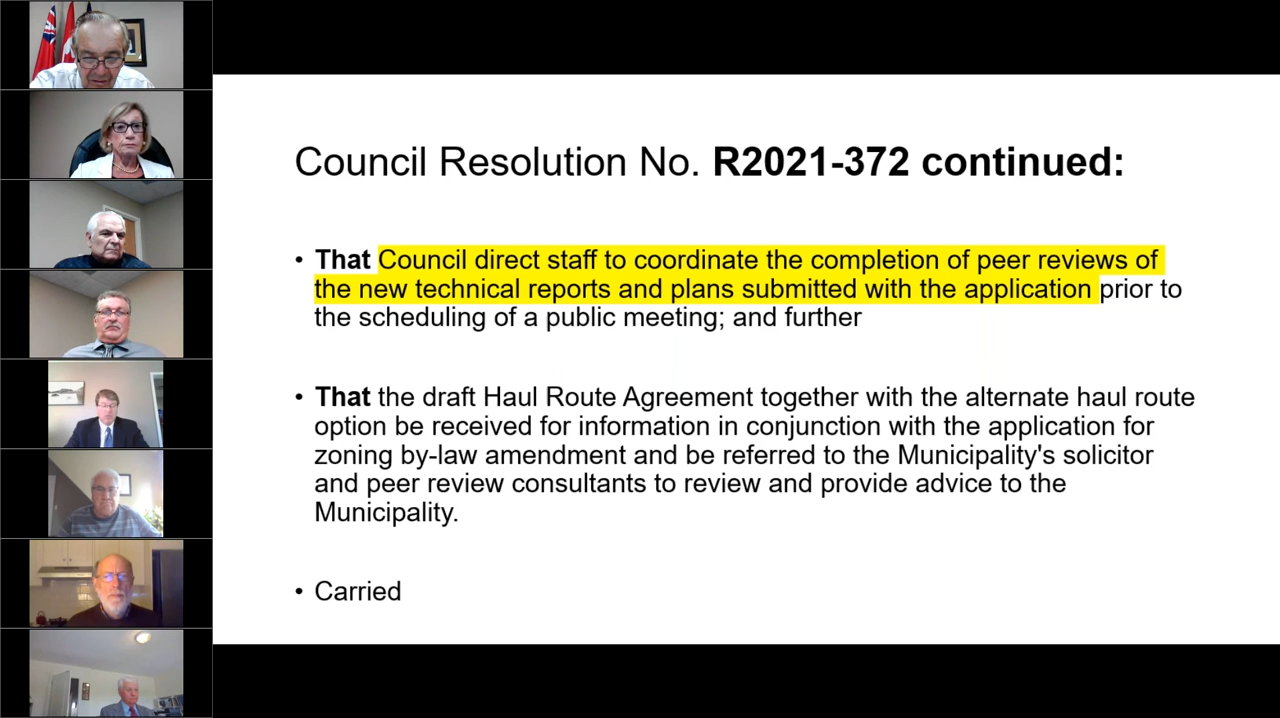 Council Resolution No. R2021-372 continued:
• That Council direct staff to coordinate the completion of peer reviews of
the new technical reports and plans submitted with the application prior to
the scheduling of a public meeting; and further
• That the draft Haul Route Agreement together with the alternate haul route
option be received for information in conjunction with the application for
zoning by-law amendment and be referred to the Municipality's solicitor
and peer review consultants to review and provide advice to the
Municipality.
• Carried